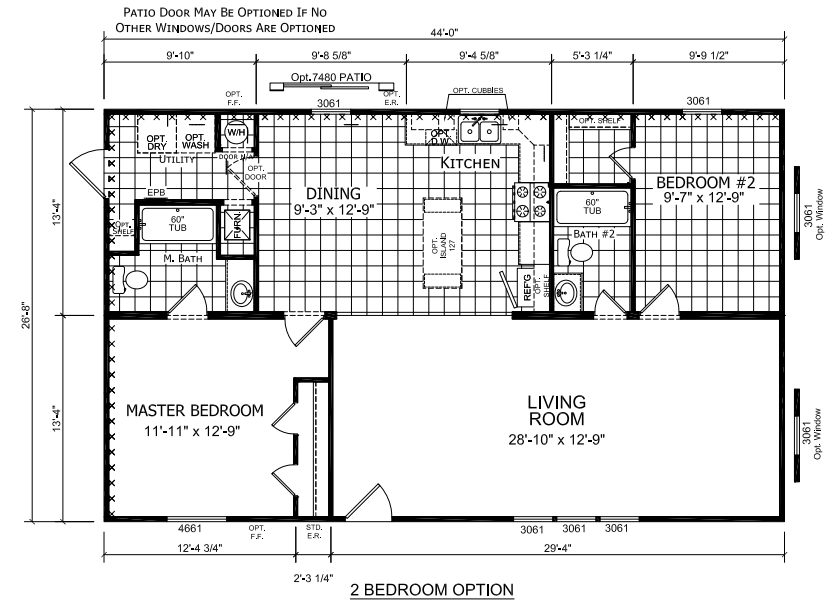 PATIO DOOR MAY BE OPTIONED IF NO
OTHER WINDOWS/DOORS ARE OPTIONED
44'-0"
9'-10"
9'-8 5/8"
9'-4 5/8"
5'-3 1/4"
9'-9 1/2"
Opt.7480 PATIO
OPT.
F.F.
3061
OPT.
E.R.
OPT. CUBBIES
3061
OPT.
DRY
OPT.
WASH
W/H
UTILITY
OPT.
DOOR
EPB
OPT.
D.W.
KITCHEN
OPT. SHELF
DINING
9'-3" x 12'-9"
BEDROOM #2
9'-7" x 12'-9"
13'-4"
OPT.
SHELF
60"
TUB
FURN.
M. BATH
OPT.
ISLAND
127
60"
TUB
BATH #2
REF'G
OPT.
SHELF
3061
Opt. Window
26'-8"
13'-4"
MASTER BEDROOM
11'-11" x 12'-9"
LIVING
ROOM
28'-10" x 12'-9"
3061
Opt. Window
4661
OPT.
F.F.
STD.
E.R.
3061
3061
3061
12'-4 3/4"
29'-4"
2'-3 1/4"
2 BEDROOM OPTION